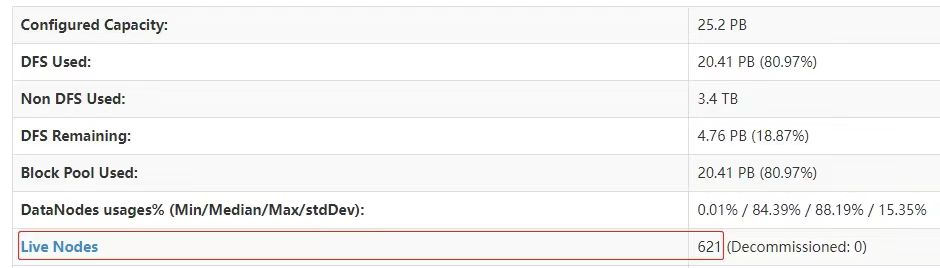 Configured Capacity: 25.2 PB
DFS Used: 20.41 PB (80.97%)
Non DFS Used: 3.4 TB
DFS Remaining: 4.76 PB (18.87%)
Block Pool Used: 20.41 PB (80.97%)
DataNodes usages% (Min/Median/Max/stdDev): 0.01% / 84.39% / 88.19% / 15.35%
Live Nodes 621 (Decommissioned: 0)